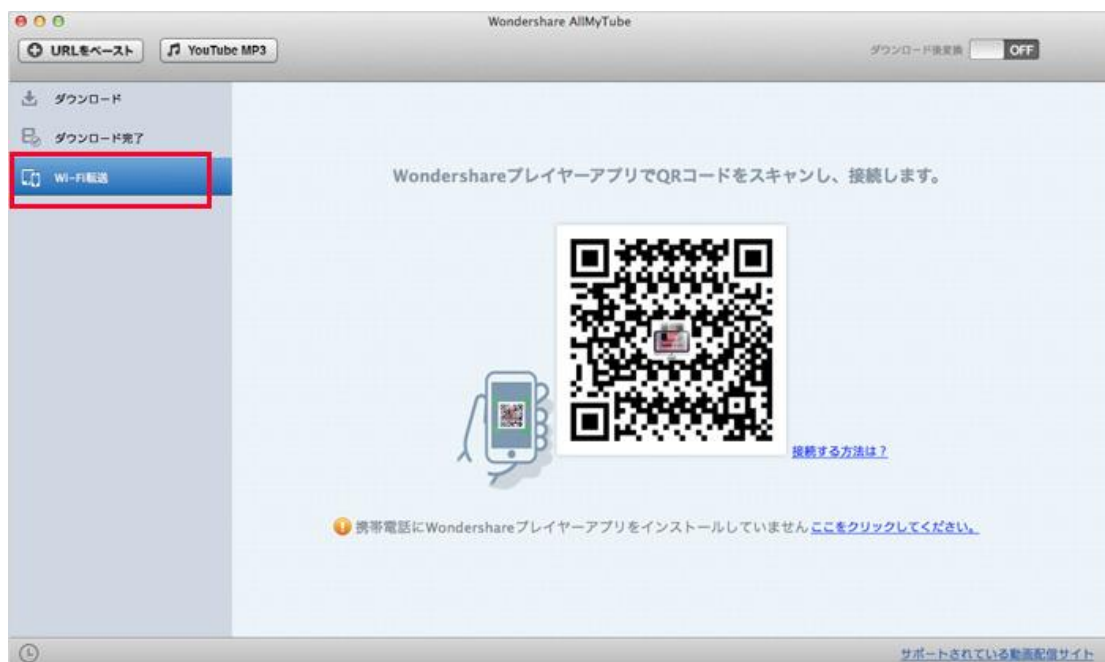 Wondershare AllMyTube
URLをペースト
YouTube MP3
ダウンロード後変換
OFF
ダウンロード
ダウンロード完了
Wi-Fi転送
WondershareプレイヤーアプリでQRコードをスキャンし、接続します。
接続する方法は？
携帯電話にWondershareプレイヤーアプリをインストールしていません ここをクリックしてください。
サポートされている動画配信サイト